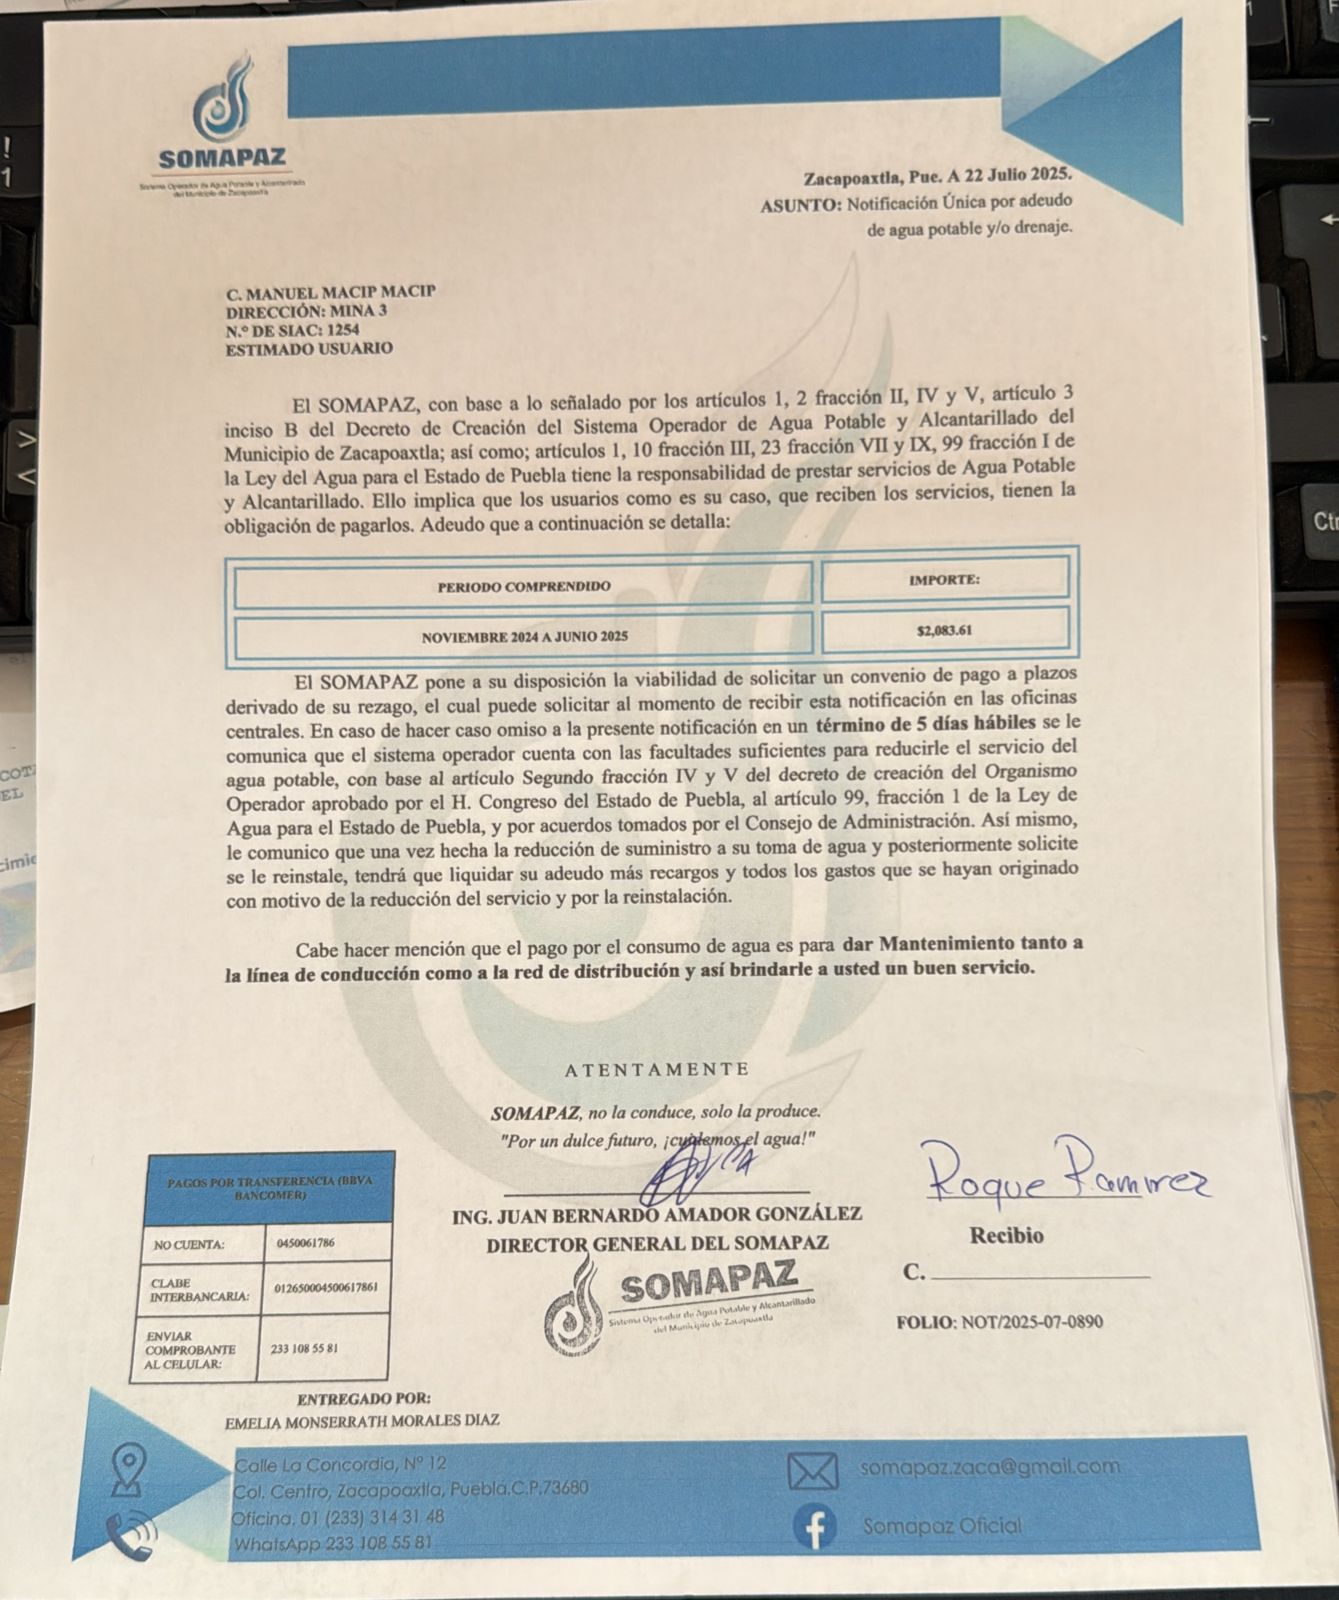 SOMAPAZ
Sistema Operador de Agua Potable y Alcantarillado
del Municipio de Zacapoaxtla
Zacapoaxtla, Pue. A 22 Julio 2025.
ASUNTO: Notificación Única por adeudo
de agua potable y/o drenaje.
C. MANUEL MACIP MACIP
DIRECCIÓN: MINA 3
N.º DE SIAC: 1254
ESTIMADO USUARIO
El SOMAPAZ, con base a lo señalado por los artículos 1, 2 fracción II, IV y V, artículo 3
inciso B del Decreto de Creación del Sistema Operador de Agua Potable y Alcantarillado del
Municipio de Zacapoaxtla; así como; artículos 1, 10 fracción III, 23 fracción VII y IX, 99 fracción I de
la Ley del Agua para el Estado de Puebla tiene la responsabilidad de prestar servicios de Agua Potable
y Alcantarillado. Ello implica que los usuarios como es su caso, que reciben los servicios, tienen la
obligación de pagarlos. Adeudo que a continuación se detalla:
PERIODO COMPRENDIDO IMPORTE:
NOVIEMBRE 2024 A JUNIO 2025 $2,083.61
El SOMAPAZ pone a su disposición la viabilidad de solicitar un convenio de pago a plazos
derivado de su rezago, el cual puede solicitar al momento de recibir esta notificación en las oficinas
centrales. En caso de hacer caso omiso a la presente notificación en un término de 5 días hábiles se le
comunica que el sistema operador cuenta con las facultades suficientes para reducirle el servicio del
agua potable, con base al artículo Segundo fracción IV y V del decreto de creación del Organismo
Operador aprobado por el H. Congreso del Estado de Puebla, al artículo 99, fracción 1 de la Ley de
Agua para el Estado de Puebla, y por acuerdos tomados por el Consejo de Administración. Así mismo,
le comunico que una vez hecha la reducción de suministro a su toma de agua y posteriormente solicite
se le reinstale, tendrá que liquidar su adeudo más recargos y todos los gastos que se hayan originado
con motivo de la reducción del servicio y por la reinstalación.
Cabe hacer mención que el pago por el consumo de agua es para dar Mantenimiento tanto a
la línea de conducción como a la red de distribución y así brindarle a usted un buen servicio.
ATENTAMENTE
SOMAPAZ, no la conduce, solo la produce.
"Por un dulce futuro, ¡cuidemos el agua!"
ING. JUAN BERNARDO AMADOR GONZÁLEZ
DIRECTOR GENERAL DEL SOMAPAZ
SOMAPAZ
Sistema Operador de Agua Potable y Alcantarillado
del Municipio de Zacapoaxtla
Roque Ramirez
Recibio
C.
FOLIO: NOT/2025-07-0890
PAGOS POR TRANSFERENCIA (BBVA
BANCOMER)
NO CUENTA: 0450061786
CLABE
INTERBANCARIA: 012650004500617861
ENVIAR
COMPROBANTE
AL CELULAR: 233 108 55 81
ENTREGADO POR:
EMELIA MONSERRATH MORALES DIAZ
Calle La Concordia, Nº 12
Col. Centro, Zacapoaxtla, Puebla.C.P.73680
Oficina. 01 (233) 314 31 48
WhatsApp 233 108 55 81
somapaz.zaca@gmail.com
Somapaz Oficial